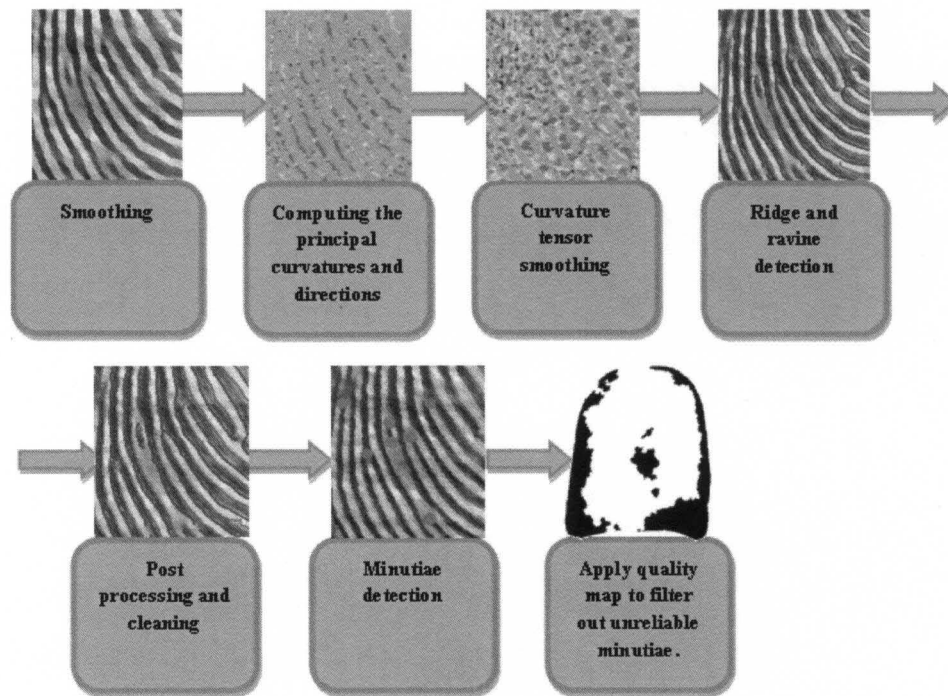 Smoothing
Computing the
principal
curvatures and
directions
Curvature
tensor
smoothing
Ridge and
ravine
detection
Post
processing and
cleaning
Minutiae
detection
Apply quality
map to filter
out unreliable
minutiae.